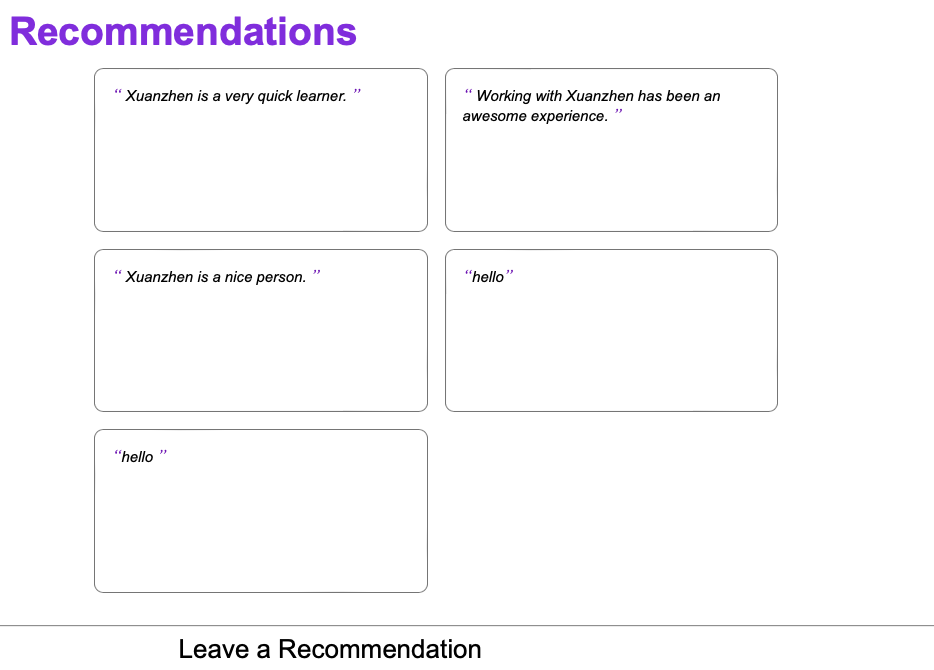 Recommendations
“ Xuanzhen is a very quick learner. ”
“ Working with Xuanzhen has been an
awesome experience. ”
“ Xuanzhen is a nice person. ”
“hello”
“hello ”
Leave a Recommendation